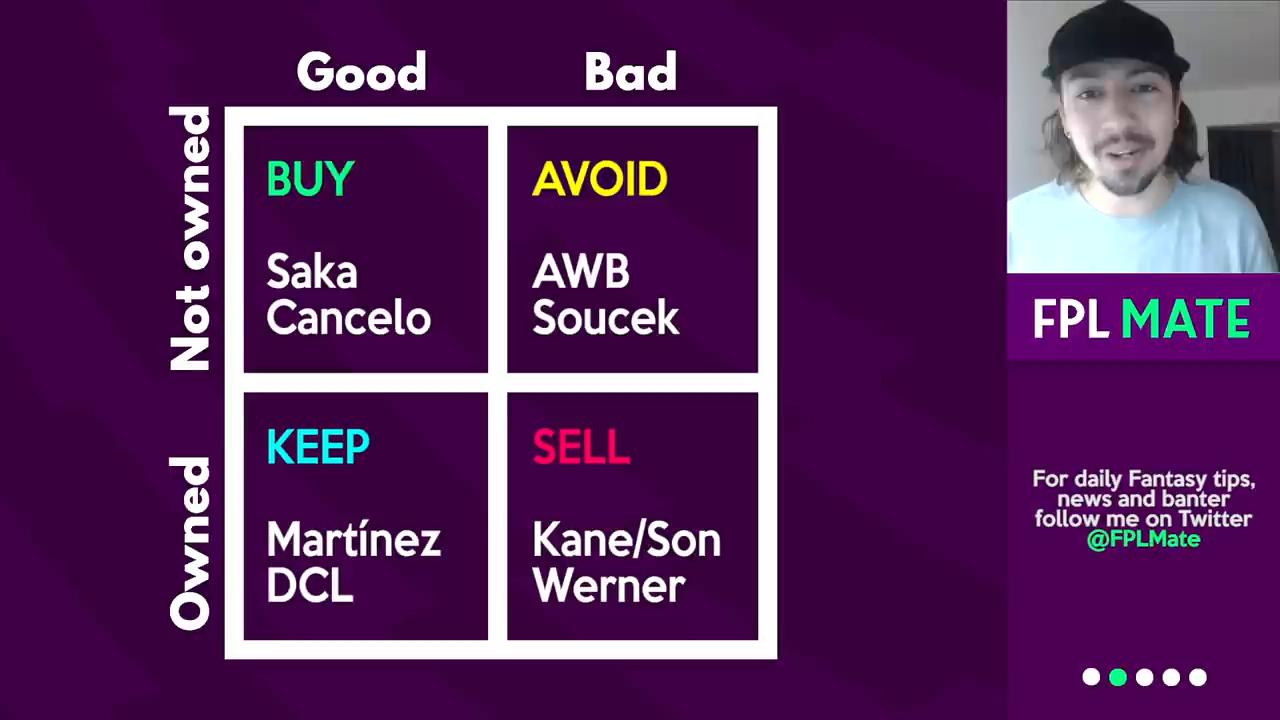 Good
Bad
Not owned
BUY
Saka
Cancelo
AVOID
AWB
Soucek
Owned
KEEP
Martínez
DCL
SELL
Kane/Son
Werner
FPL MATE
For daily Fantasy tips,
news and banter
follow me on Twitter
@FPLMate